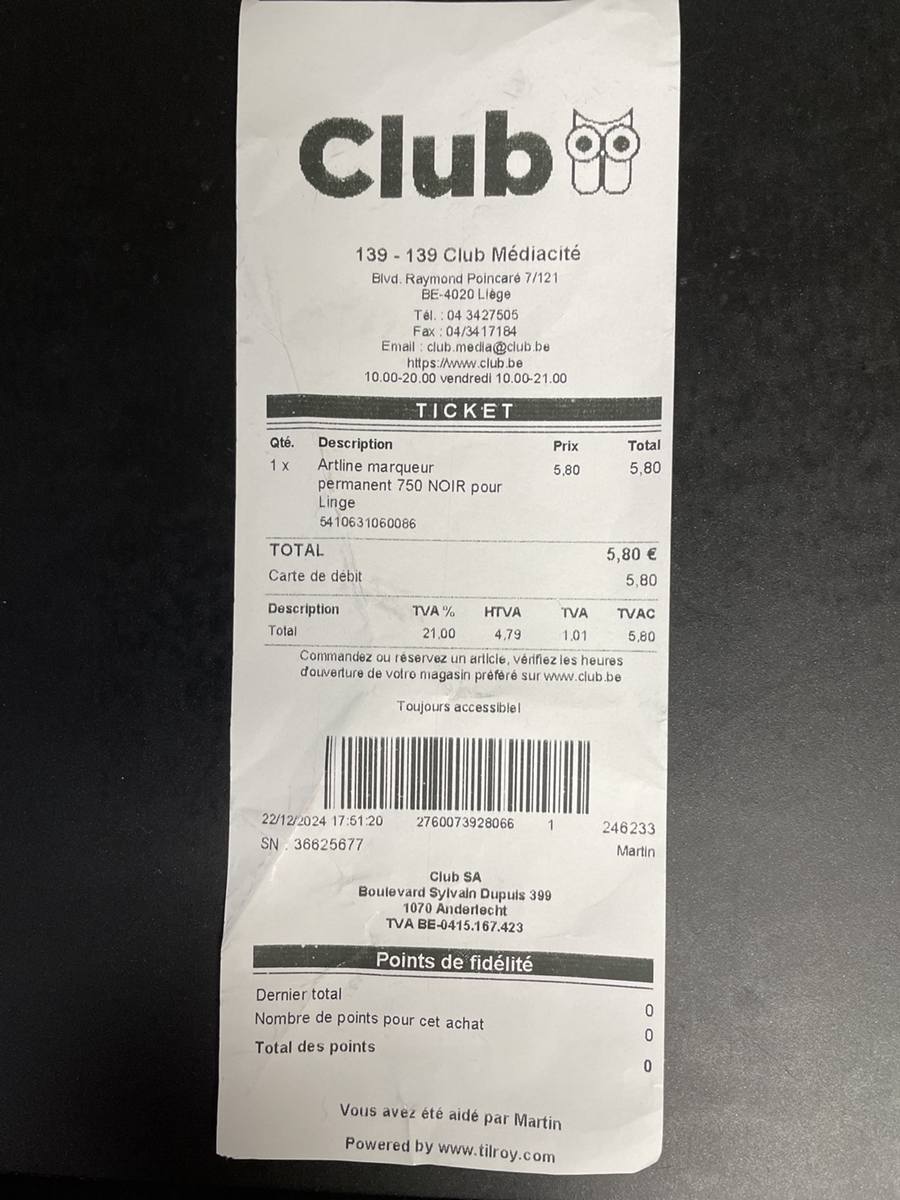 Club
139 - 139 Club Médiacité
Blvd. Raymond Poincaré 7/121
BE-4020 Liège
Tél. : 04 3427505
Fax : 04/3417184
Email : club.media@club.be
https://www.club.be
10.00-20.00 vendredi 10.00-21.00
TICKET
Qté. Description Prix Total
1 x Artline marqueur 5,80 5,80
permanent 750 NOIR pour
Linge
5410631060086
TOTAL 5,80 €
Carte de débit 5,80
Description TVA % HTVA TVA TVAC
Total 21,00 4,79 1,01 5,80
Commandez ou réservez un article, vérifiez les heures
d'ouverture de votre magasin préféré sur www.club.be
Toujours accessible!
22/12/2024 17:51:20 2760073928066 1 246233
SN : 36625677 Martin
Club SA
Boulevard Sylvain Dupuis 399
1070 Anderlecht
TVA BE-0415.167.423
Points de fidélité
Dernier total 0
Nombre de points pour cet achat 0
Total des points 0
Vous avez été aidé par Martin
Powered by www.tilroy.com